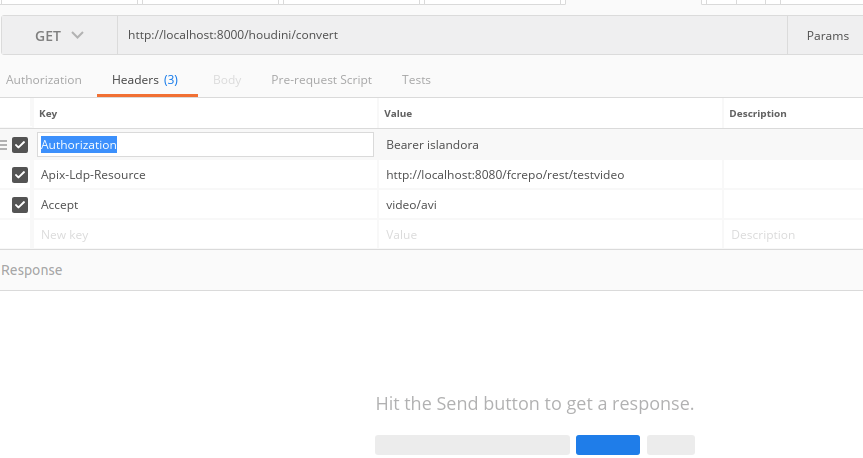 GET http://localhost:8000/houdini/convert Params
Authorization Headers (3) Body Pre-request Script Tests
Key Value Description
Authorization Bearer islandora
Apix-Ldp-Resource http://localhost:8080/fcrepo/rest/testvideo
Accept video/avi
New key Value Description
Response
Hit the Send button to get a response.